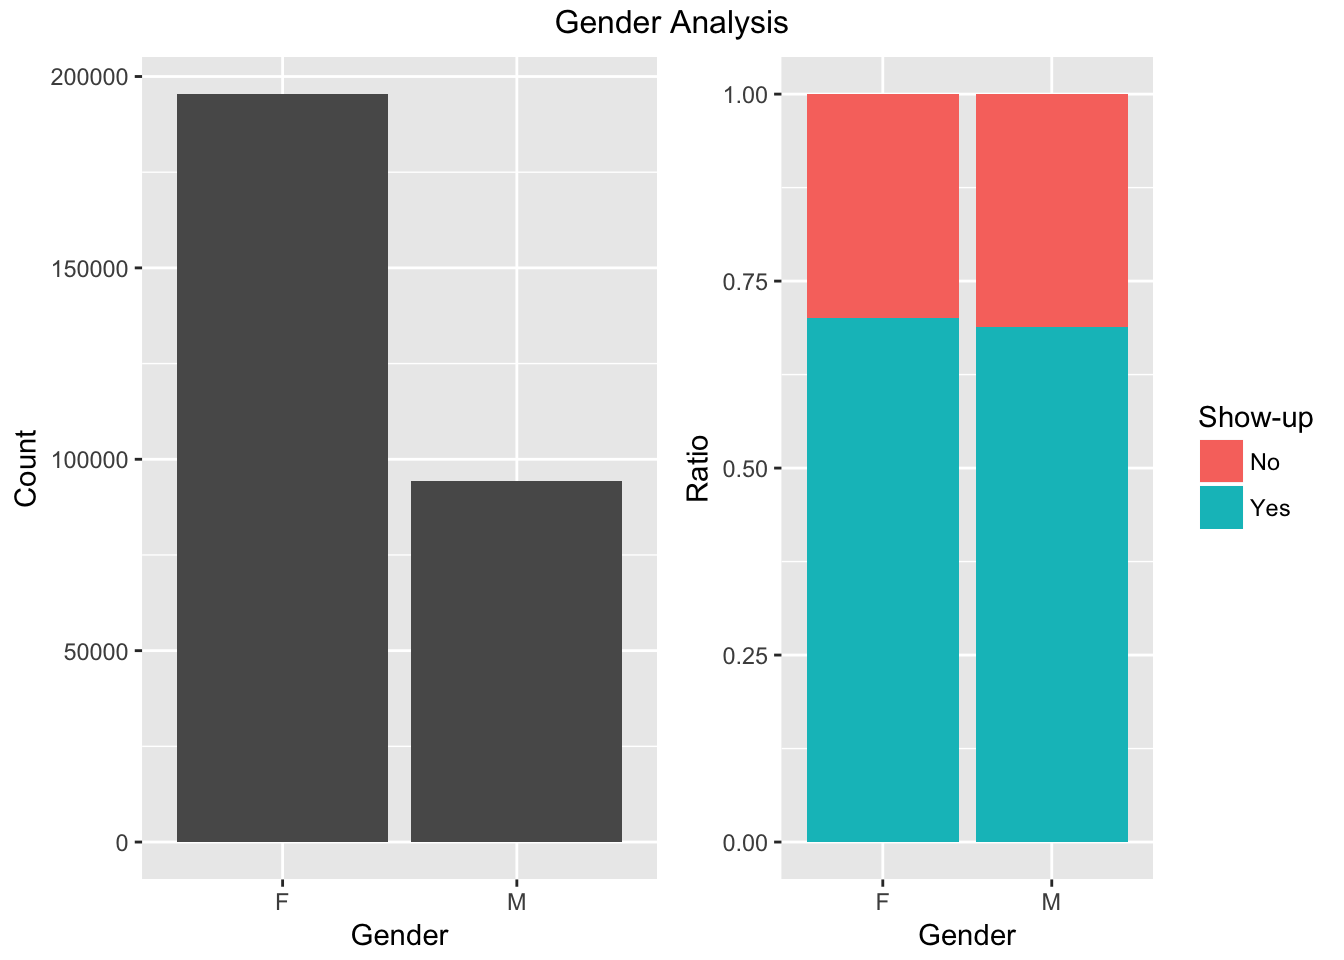 Gender Analysis
Count
200000
150000
100000
50000
0
F M
Gender
Ratio
1.00
0.75
0.50
0.25
0.00
F M
Gender
Show-up
No
Yes